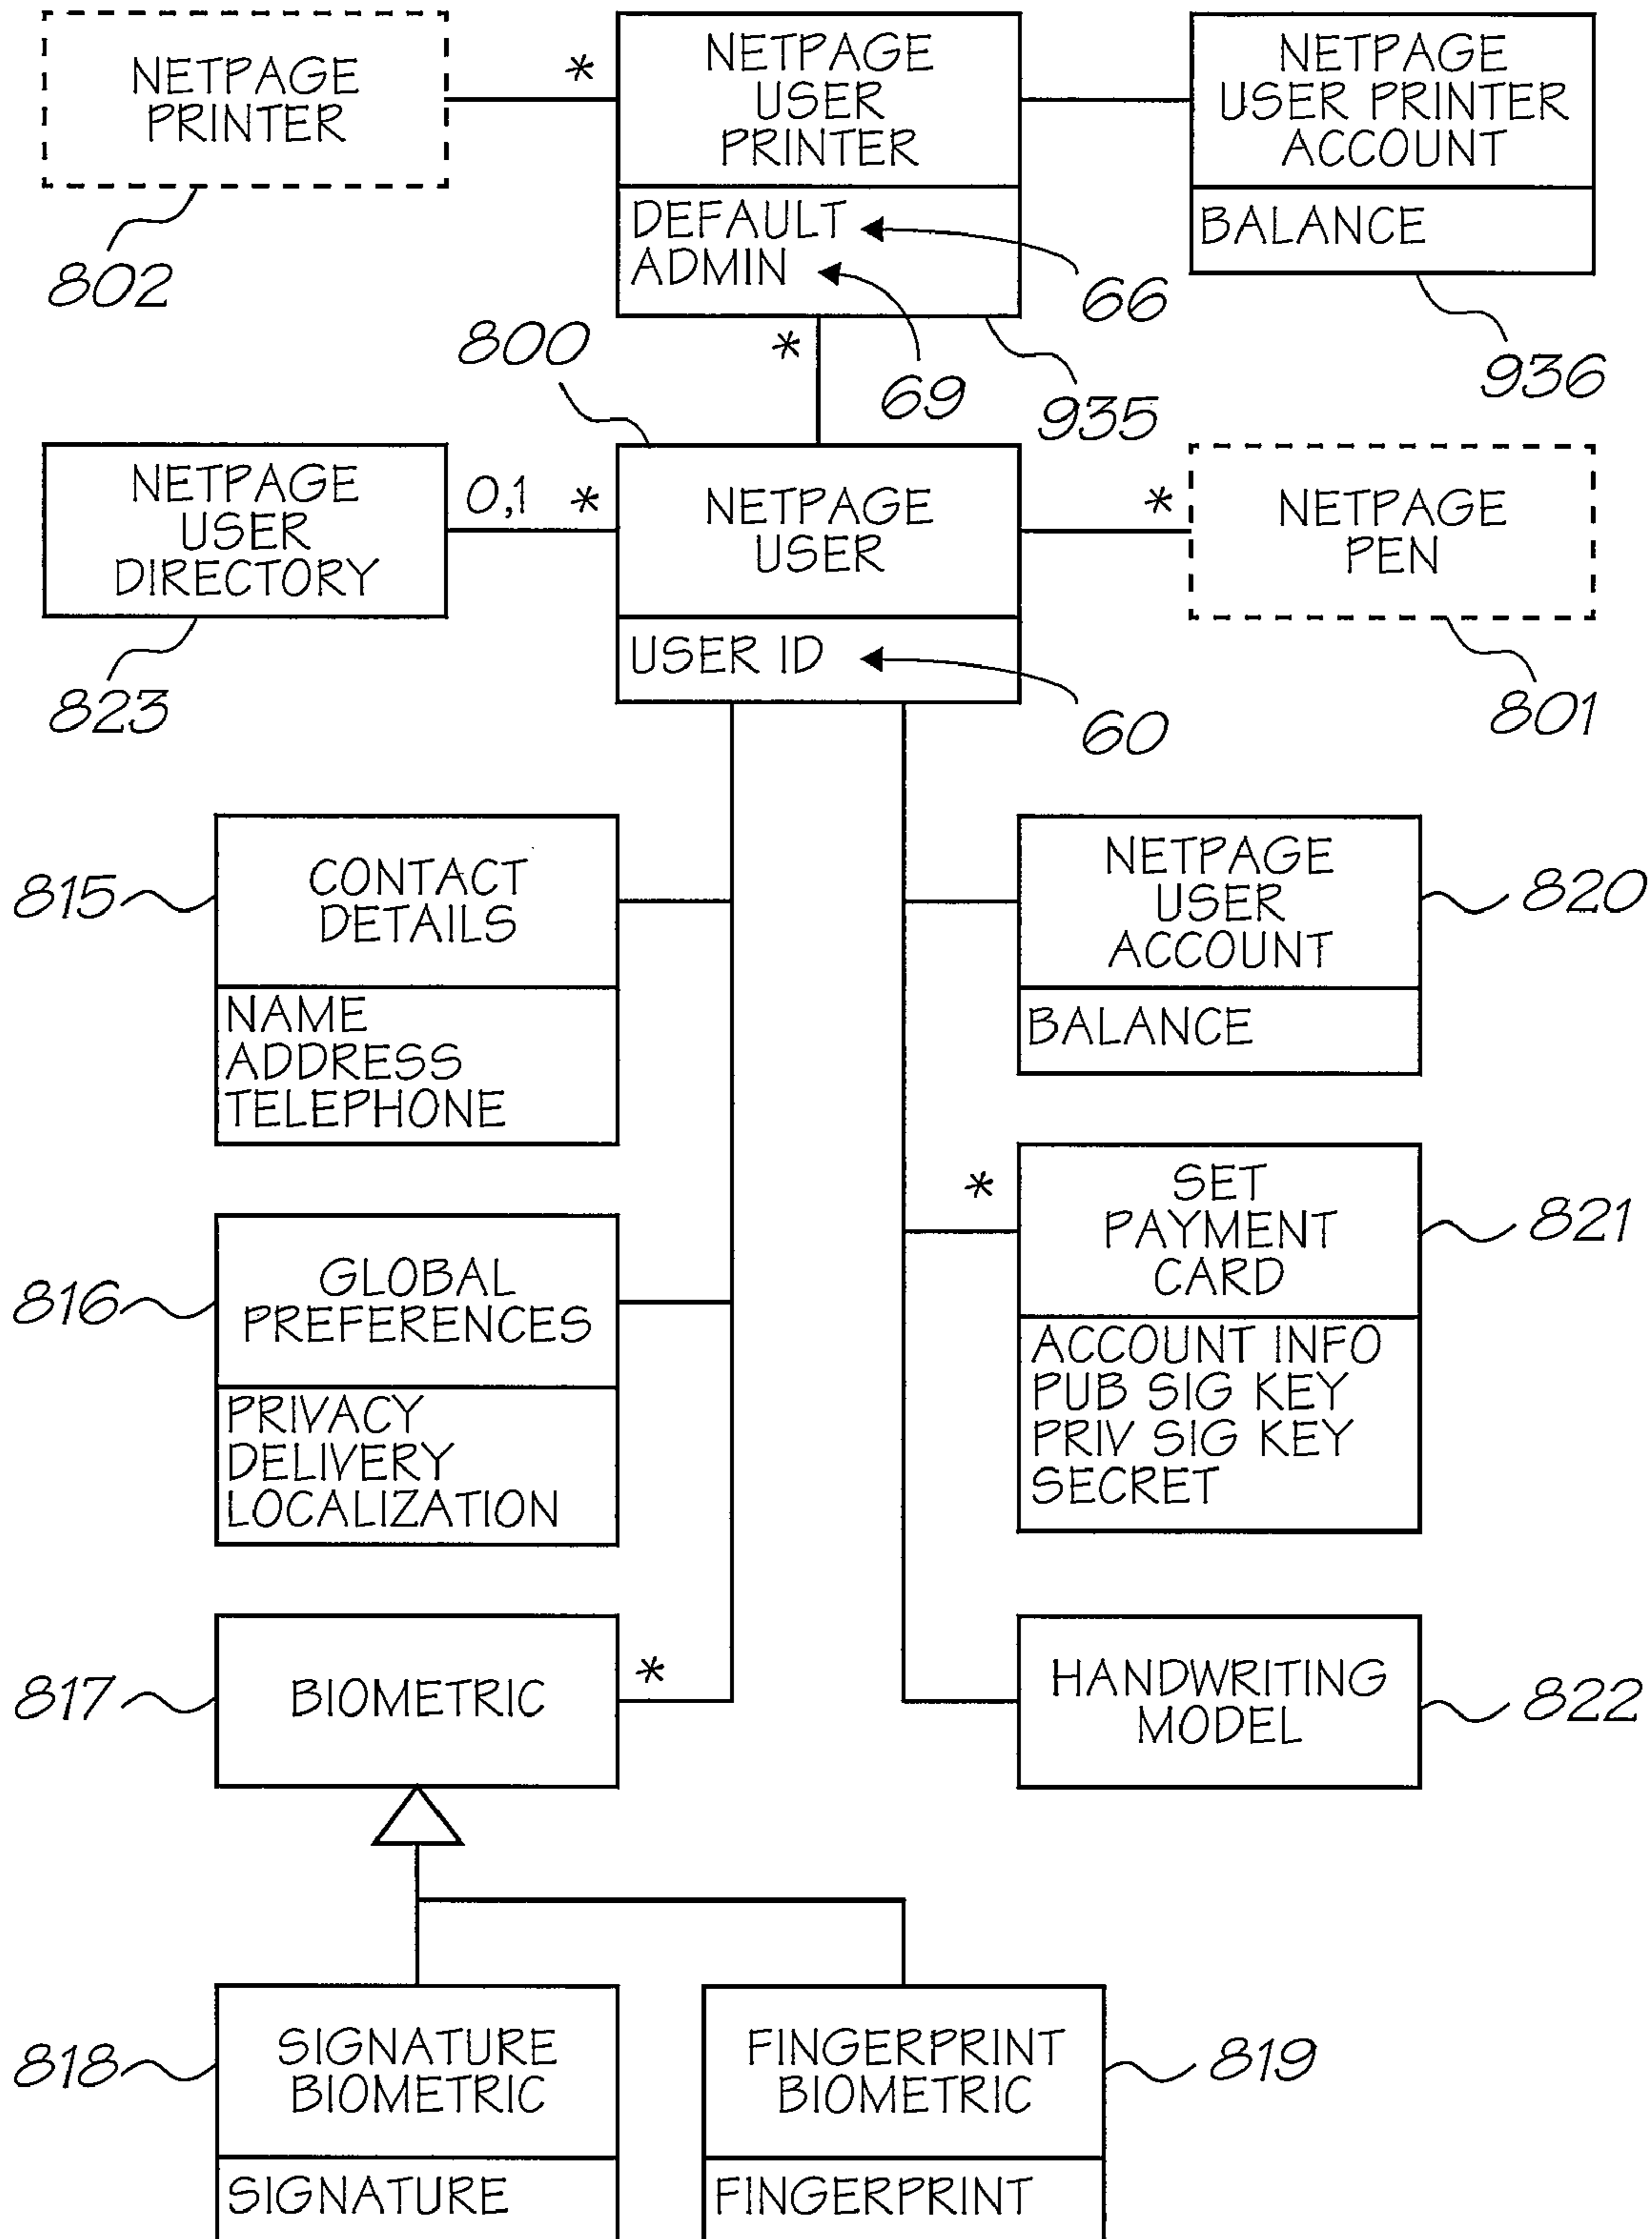 NETPAGE
PRINTER
802
*
NETPAGE
USER
PRINTER
DEFAULT
ADMIN
66
69
935
NETPAGE
USER PRINTER
ACCOUNT
BALANCE
936
*
800
NETPAGE
USER
DIRECTORY
823
0,1 *
NETPAGE
USER
USER ID
60
*
NETPAGE
PEN
801
815
CONTACT
DETAILS
NAME
ADDRESS
TELEPHONE
NETPAGE
USER
ACCOUNT
BALANCE
820
816
GLOBAL
PREFERENCES
PRIVACY
DELIVERY
LOCALIZATION
*
SET
PAYMENT
CARD
ACCOUNT INFO
PUB SIG KEY
PRIV SIG KEY
SECRET
821
817
BIOMETRIC
*
HANDWRITING
MODEL
822
818
SIGNATURE
BIOMETRIC
SIGNATURE
FINGERPRINT
BIOMETRIC
FINGERPRINT
819